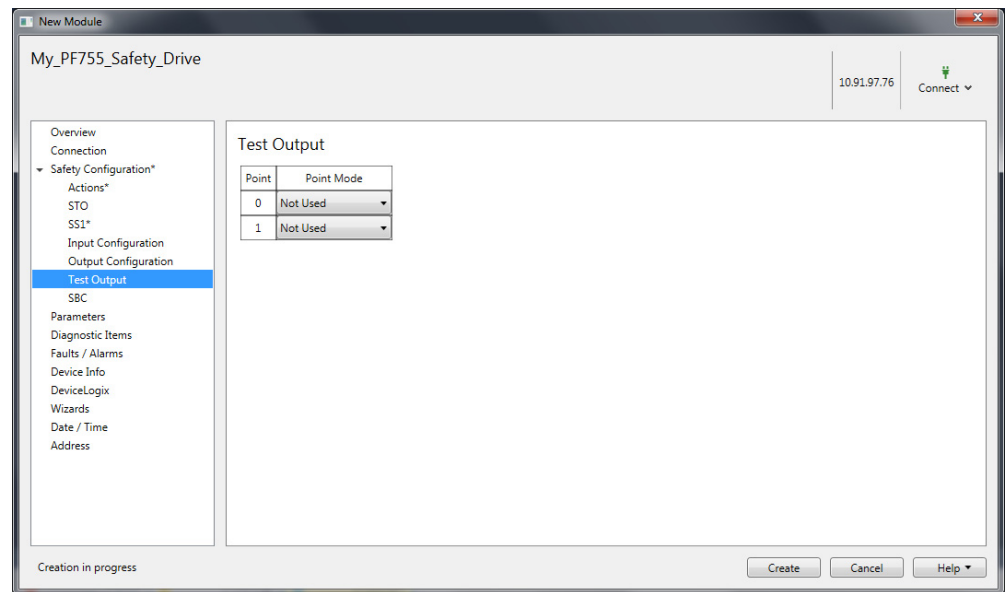 New Module
My_PF755_Safety_Drive
10.91.97.76
Connect
Overview
Connection
Safety Configuration*
Actions*
STO
SS1*
Input Configuration
Output Configuration
Test Output
SBC
Parameters
Diagnostic Items
Faults / Alarms
Device Info
DeviceLogix
Wizards
Date / Time
Address
Test Output
Point Point Mode
0 Not Used
1 Not Used
Creation in progress
Create
Cancel
Help